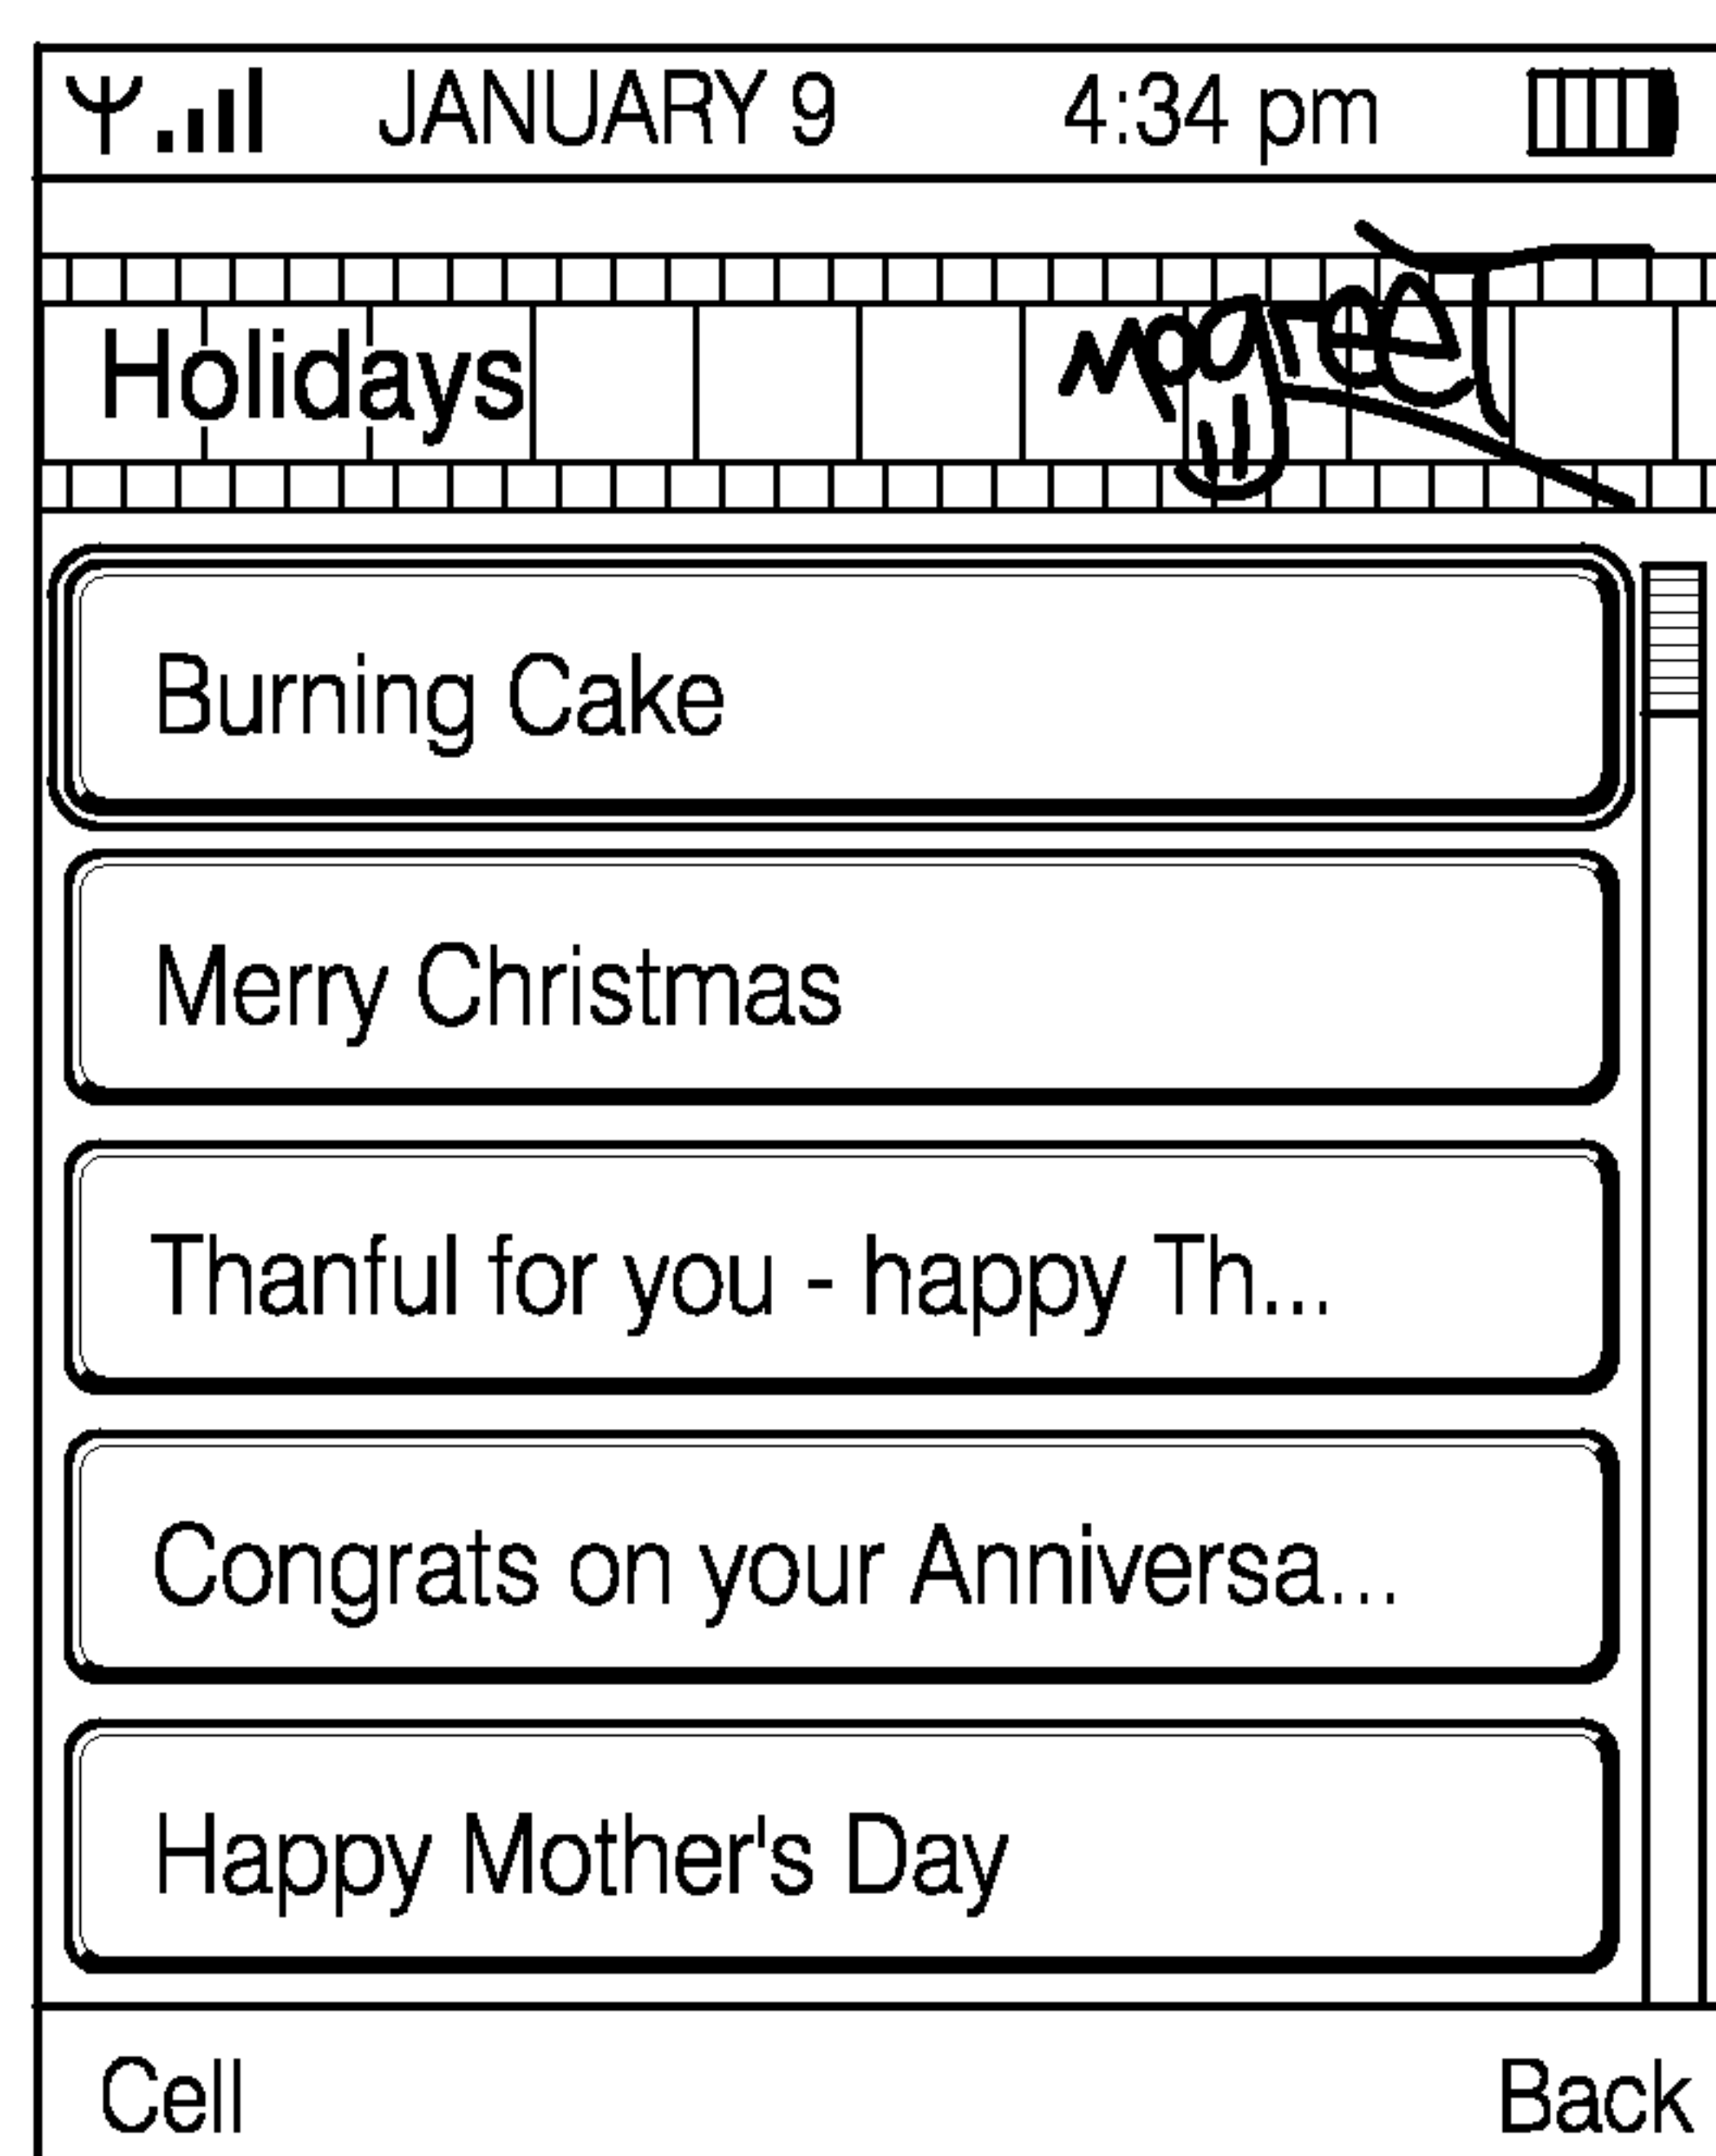 JANUARY 9 4:34 pm
Holidays
Burning Cake
Merry Christmas
Thanful for you - happy Th...
Congrats on your Anniversa...
Happy Mother's Day
Cell Back